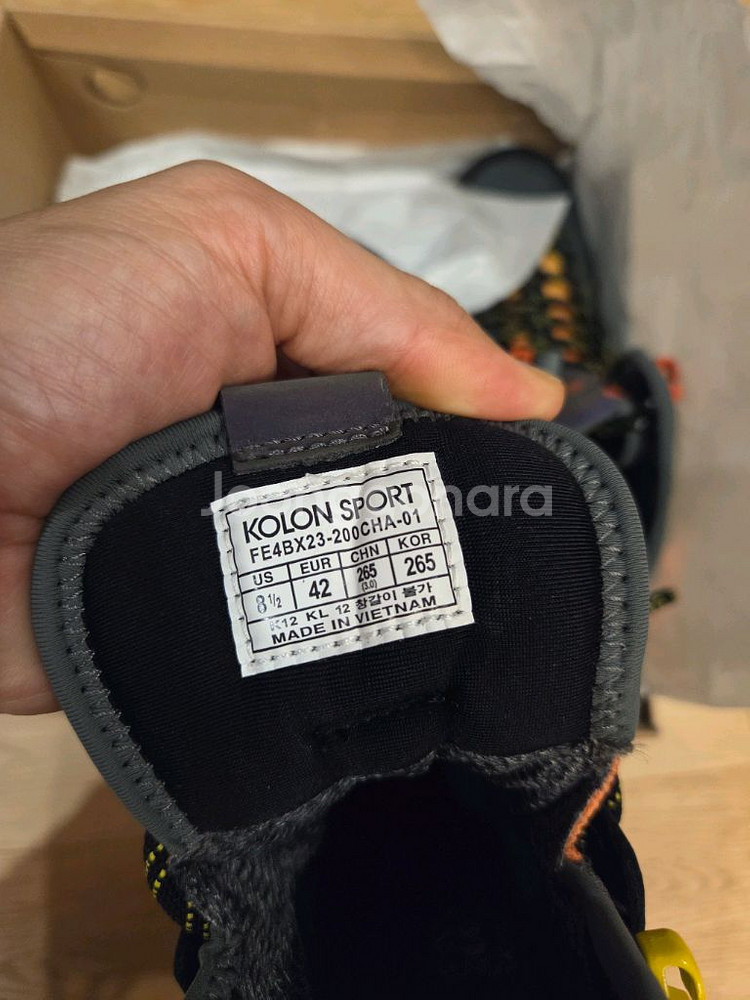 KOLON SPORT
FE4BX23-200CHA-01
US EUR CHN KOR
8 1/2 42 265 (3.0) 265
K12 KL 12 창갈이 불가
MADE IN VIETNAM